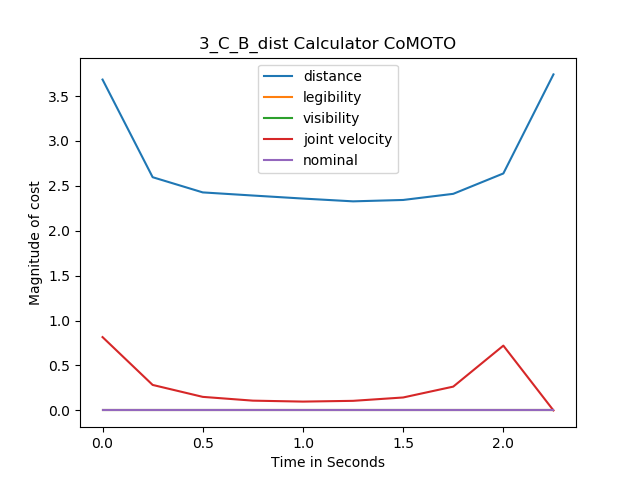 3_C_B_dist Calculator CoMOTO
distance
legibility
visibility
joint velocity
nominal
Magnitude of cost
3.5
3.0
2.5
2.0
1.5
1.0
0.5
0.0
0.0 0.5 1.0 1.5 2.0
Time in Seconds